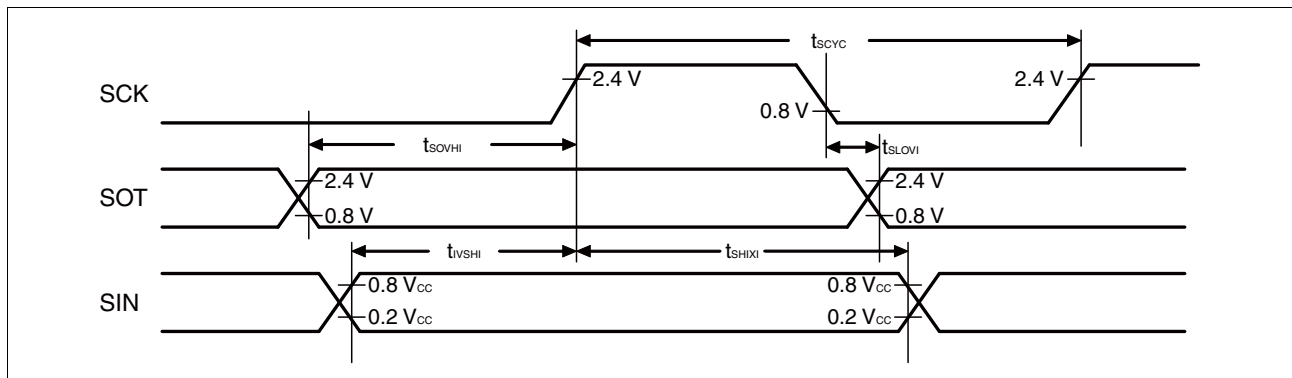 tSCYC
SCK
2.4 V
2.4 V
0.8 V
tSOVHI
tSLOVI
SOT
2.4 V
2.4 V
0.8 V
0.8 V
tIVSHI
tSHIXI
SIN
0.8 VCC
0.8 VCC
0.2 VCC
0.2 VCC